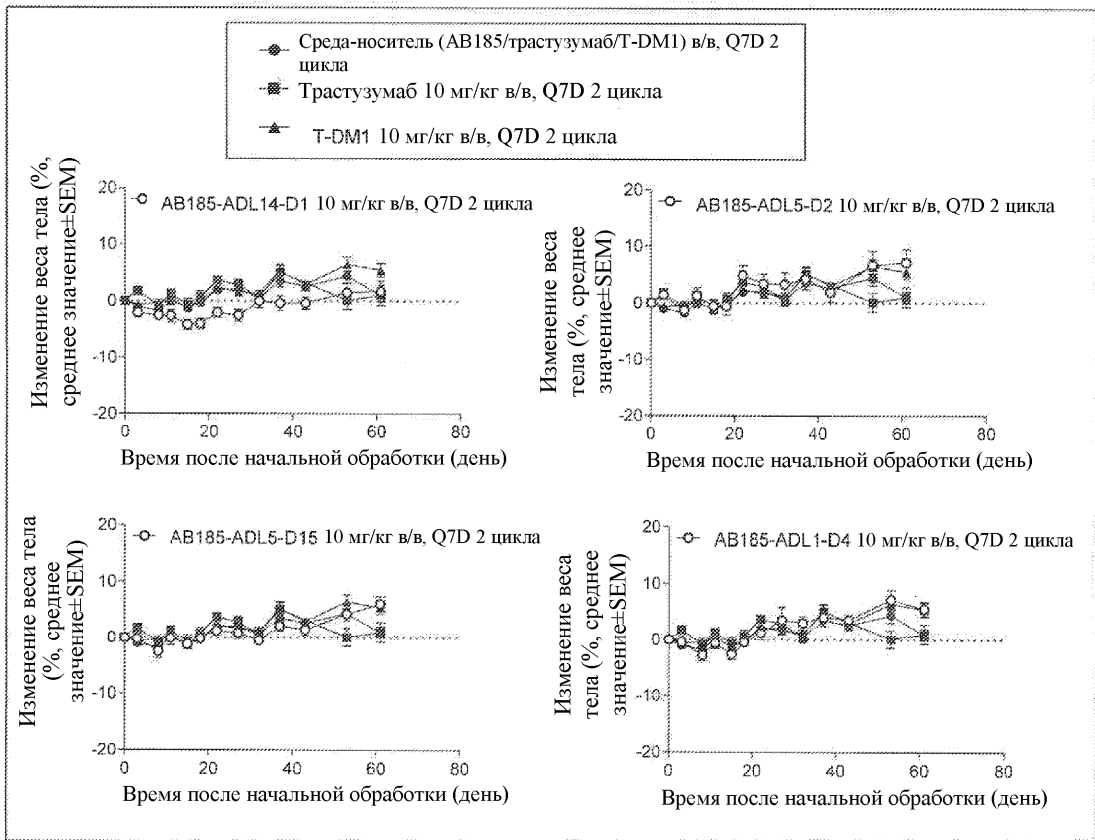 Среда-носитель (АВ185/трастузумаб/T-DM1) в/в, Q7D 2
цикла
Трастузумаб 10 мг/кг в/в, Q7D 2 цикла
T-DM1 10 мг/кг в/в, Q7D 2 цикла
Изменение веса тела (%,
среднее значение±SEM)
20
10
0
-10
-20
AB185-ADL14-D1 10 мг/кг в/в, Q7D 2 цикла
0
20
40
60
80
Время после начальной обработки (день)
Изменение веса
тела (%, среднее
значение±SEM)
20
10
0
-10
-20
AB185-ADL5-D2 10 мг/кг в/в, Q7D 2 цикла
0
20
40
60
80
Время после начальной обработки (день)
Изменение веса тела
(%, среднее
значение±SEM)
20
10
0
-10
-20
AB185-ADL5-D15 10 мг/кг в/в, Q7D 2 цикла
0
20
40
60
80
Время после начальной обработки (день)
Изменение веса
тела (%, среднее
значение±SEM)
20
10
0
-10
-20
AB185-ADL1-D4 10 мг/кг в/в, Q7D 2 цикла
0
20
40
60
80
Время после начальной обработки (день)